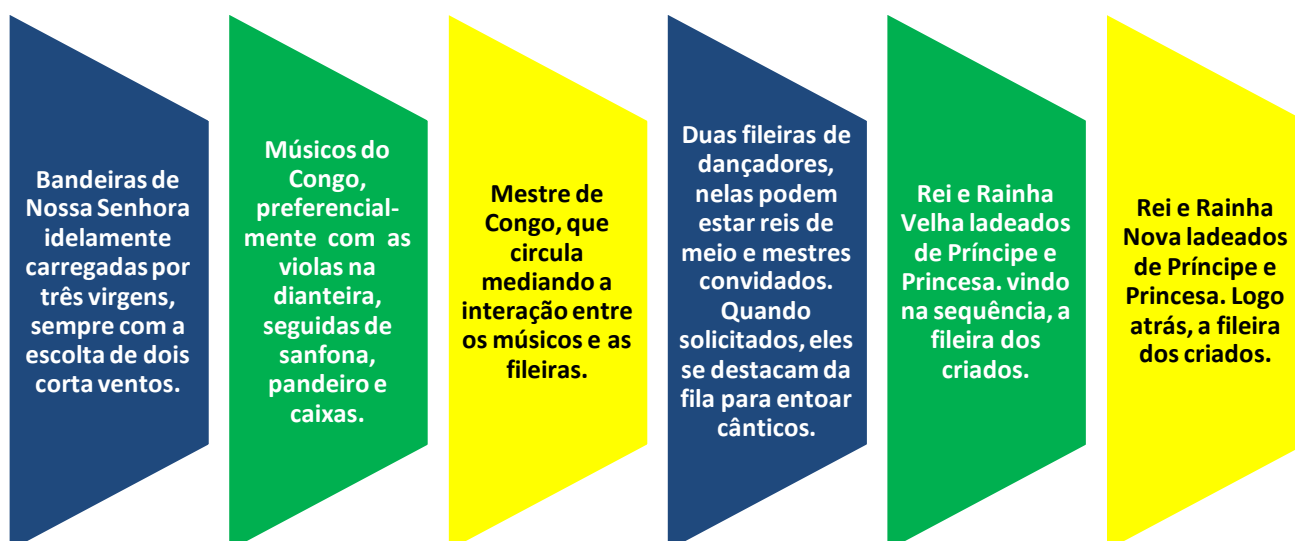 Bandeiras de
Nossa Senhora
idelamente
carregadas por
três virgens,
sempre com a
escolta de dois
corta ventos.
Músicos do
Congo,
preferencial-
mente com as
violas na
dianteira,
seguidas de
sanfona,
pandeiro e
caixas.
Mestre de
Congo, que
circula
mediando a
interação entre
os músicos e as
fileiras.
Duas fileiras de
dançadores,
nelas podem
estar reis de
meio e mestres
convidados.
Quando
solicitados, eles
se destacam da
fila para entoar
cânticos.
Rei e Rainha
Velha ladeados
de Príncipe e
Princesa. vindo
na sequência, a
fileira dos
criados.
Rei e Rainha
Nova ladeados
de Príncipe e
Princesa. Logo
atrás, a fileira
dos criados.